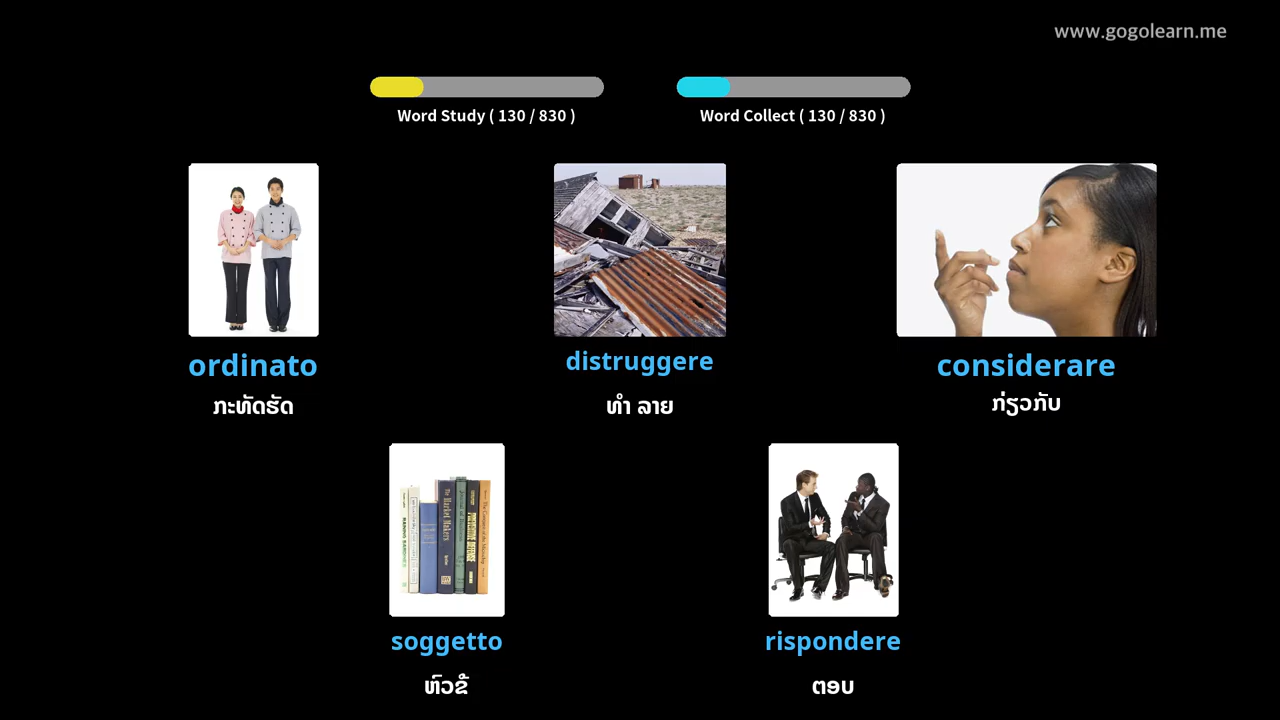 www.gogolearn.me
Word Study ( 130 / 830 )
Word Collect ( 130 / 830 )
ordinato
distruggere
considerare
ກະທັດຮັດ
ທຳ ລາຍ
ກ່ຽວກັບ
soggetto
rispondere
ຫົວຂໍ້
ຕອບ